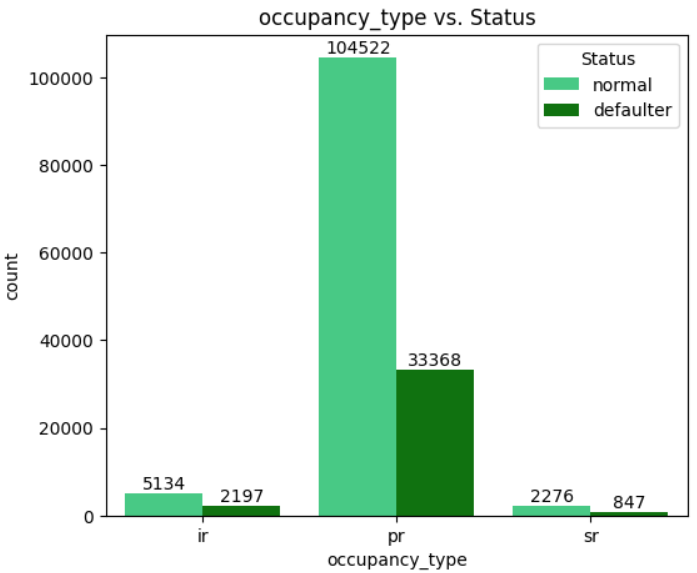 occupancy_type vs. Status
104522
Status
normal
defaulter
100000
80000
60000
40000
20000
0
count
33368
5134
2197
2276
847
ir
pr
sr
occupancy_type